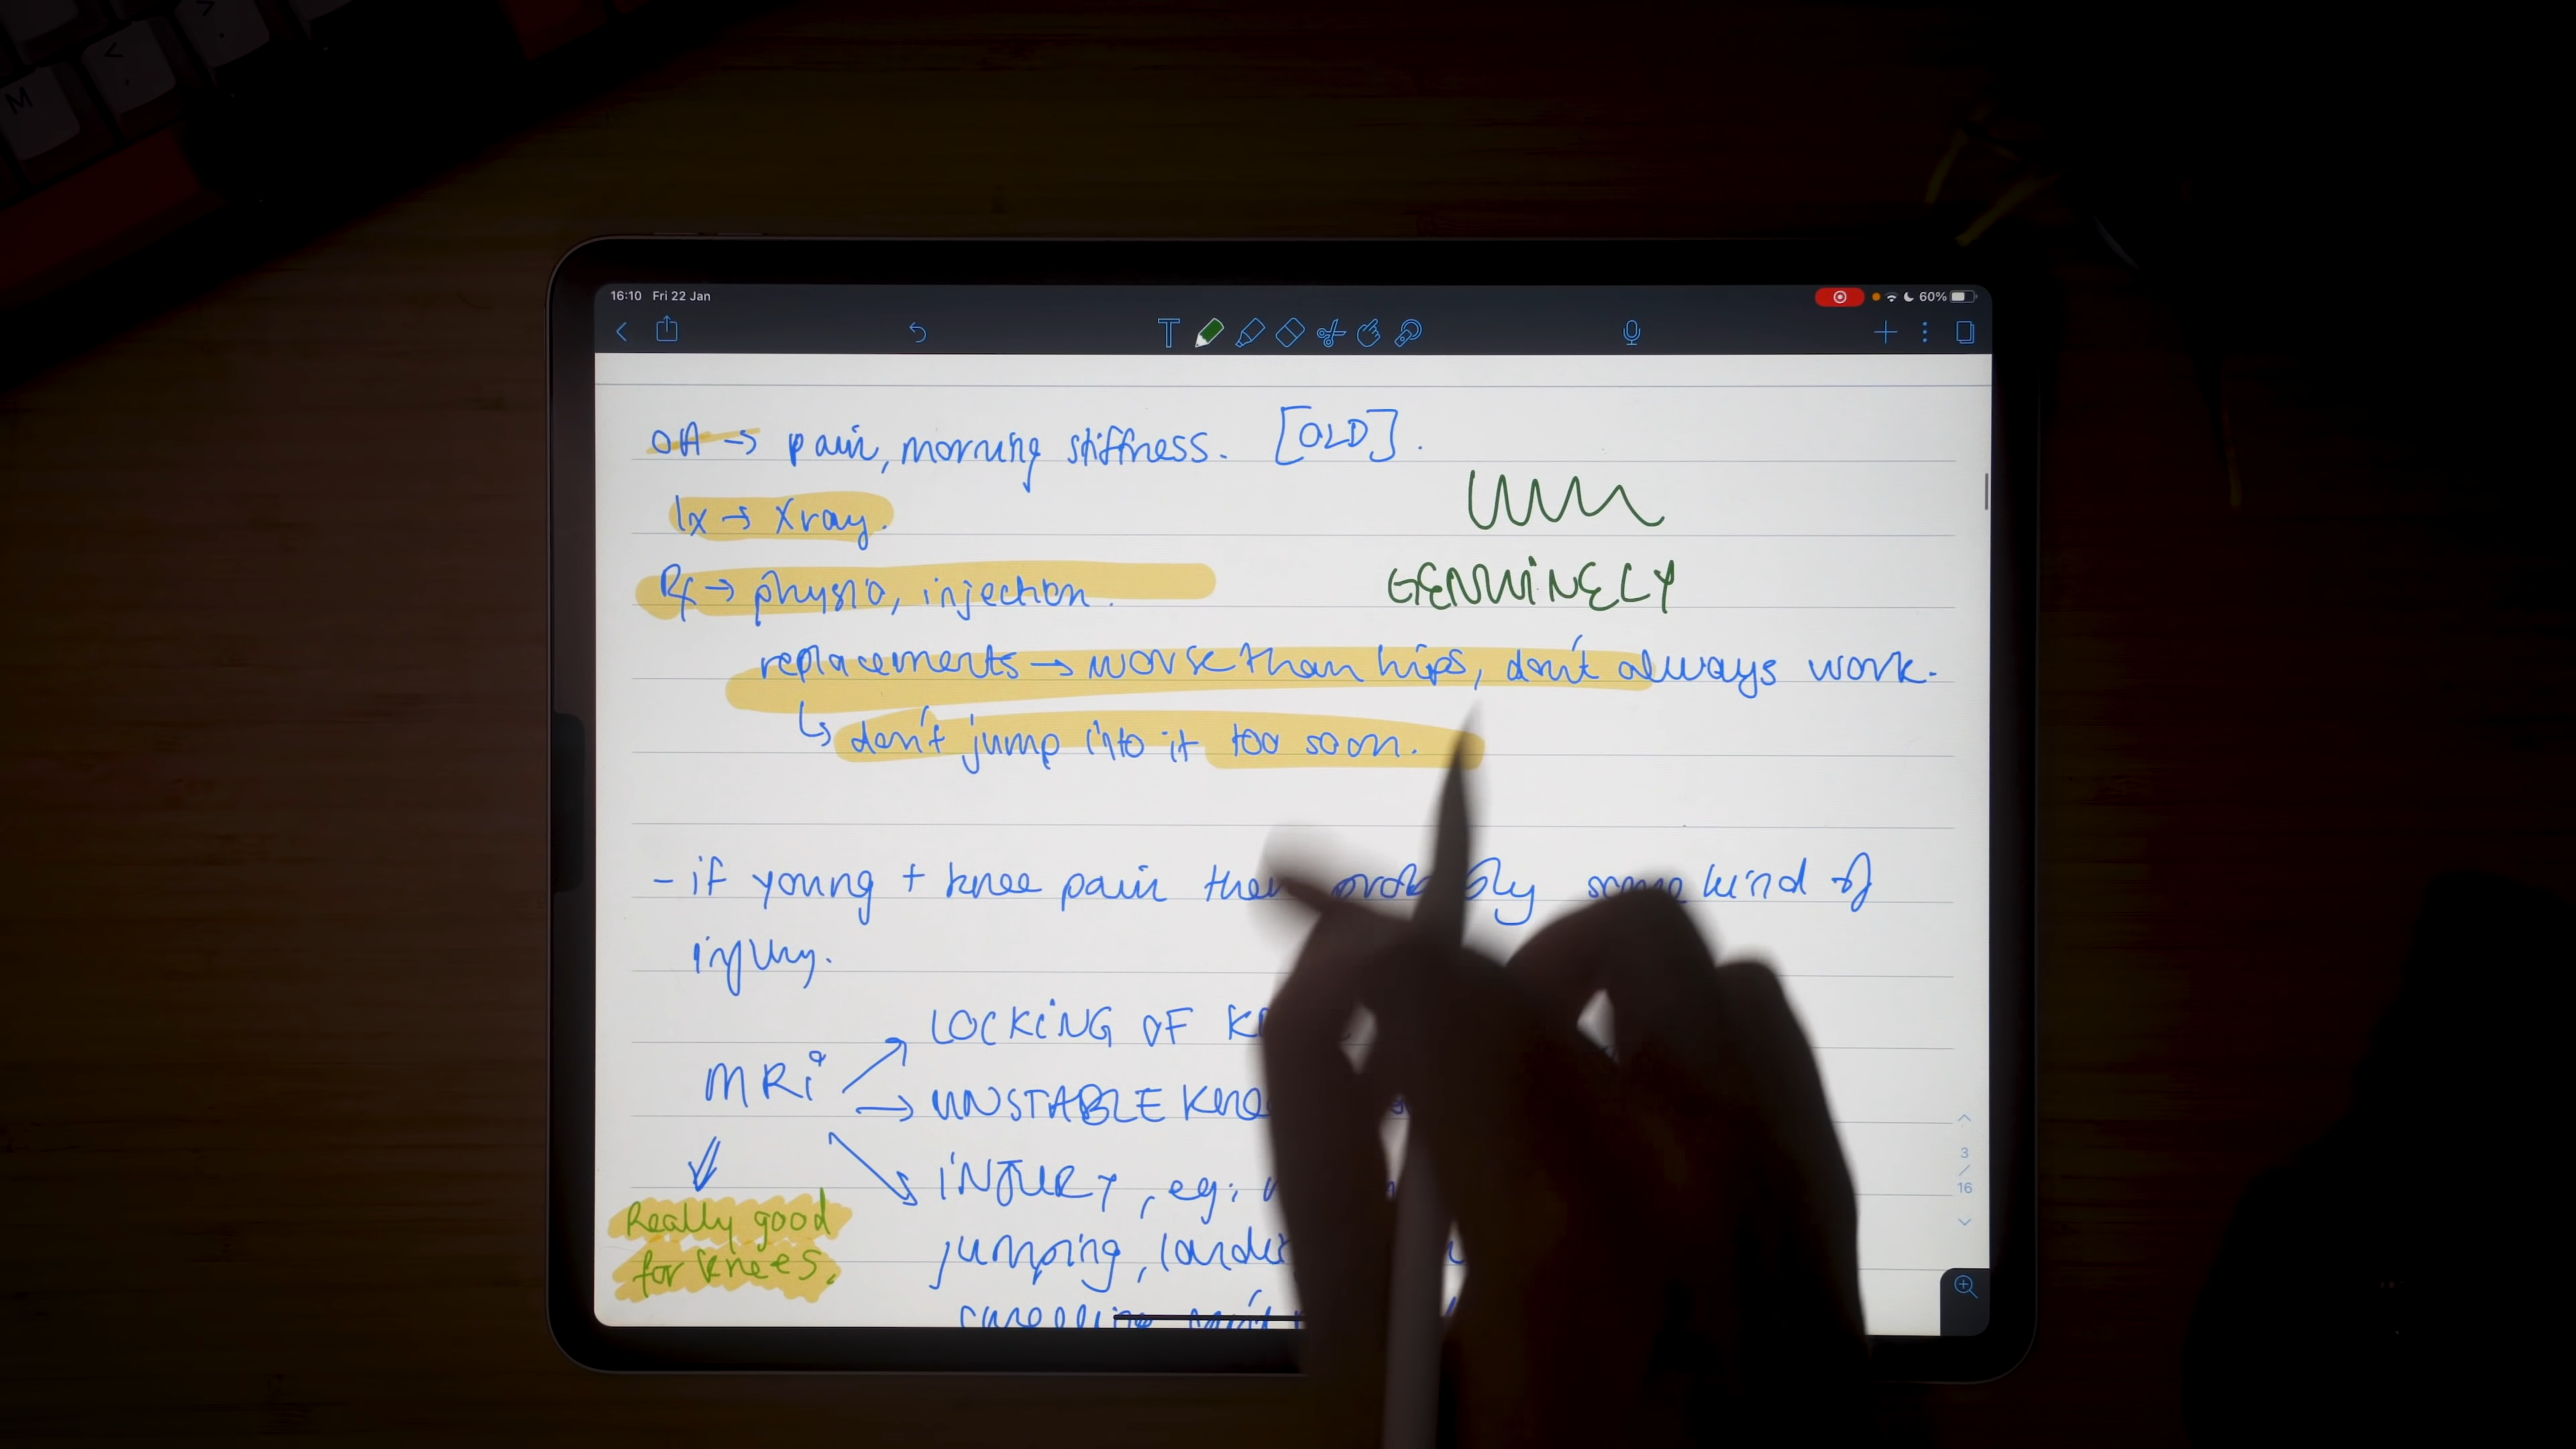 M
<
,
>
.
16:10 Fri 22 Jan
60%
T
OA → pain, morning stiffness. [OLD].
Ix → Xray.
GENUINELY
Rx → physio, injection.
replacements → worse than hips, don't always work.
↳ don't jump into it too soon.
- if young + knee pain then probably some kind of
injury.
LOCKING OF
MRi
UNSTABLE Knee
INJURY, eg:
Really good
for knees.
jumping,
3
/
16